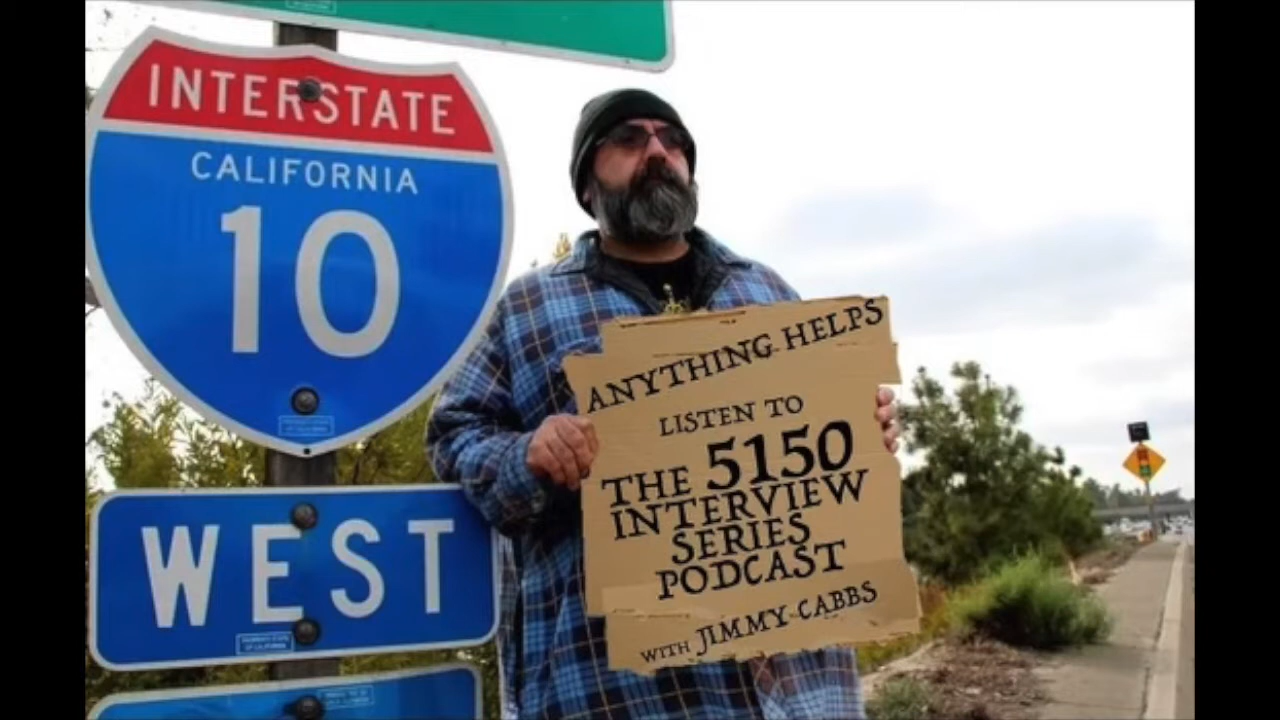 INTERSTATE
CALIFORNIA
10
WEST
ANYTHING HELPS
LISTEN TO
THE 5150
INTERVIEW
SERIES
PODCAST
WITH JIMMY CABBS